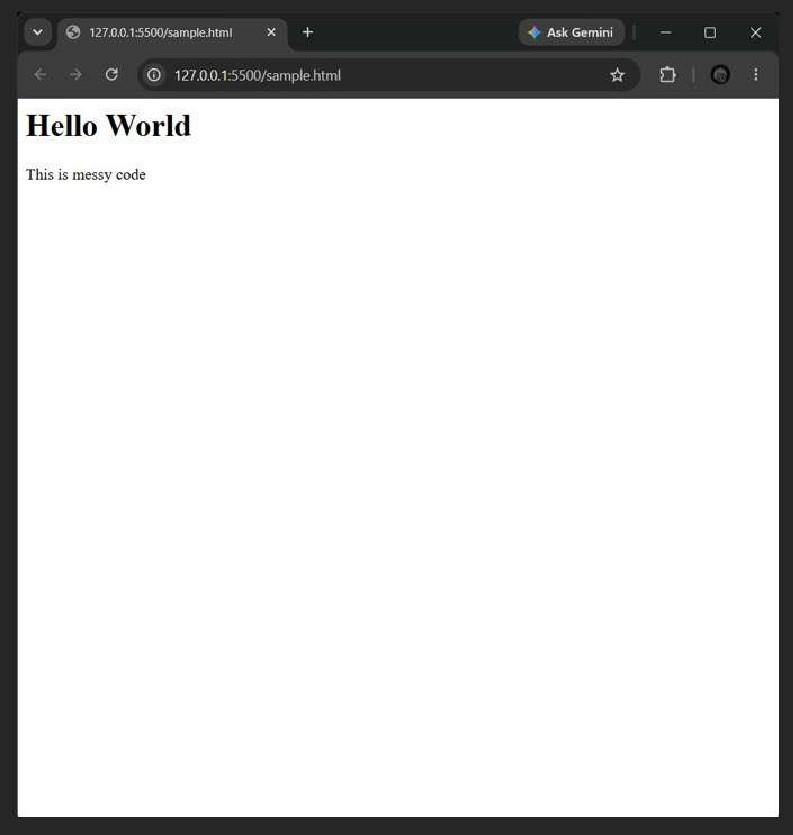 127.0.0.1:5500/sample.html
Ask Gemini
127.0.0.1:5500/sample.html
Hello World
This is messy code